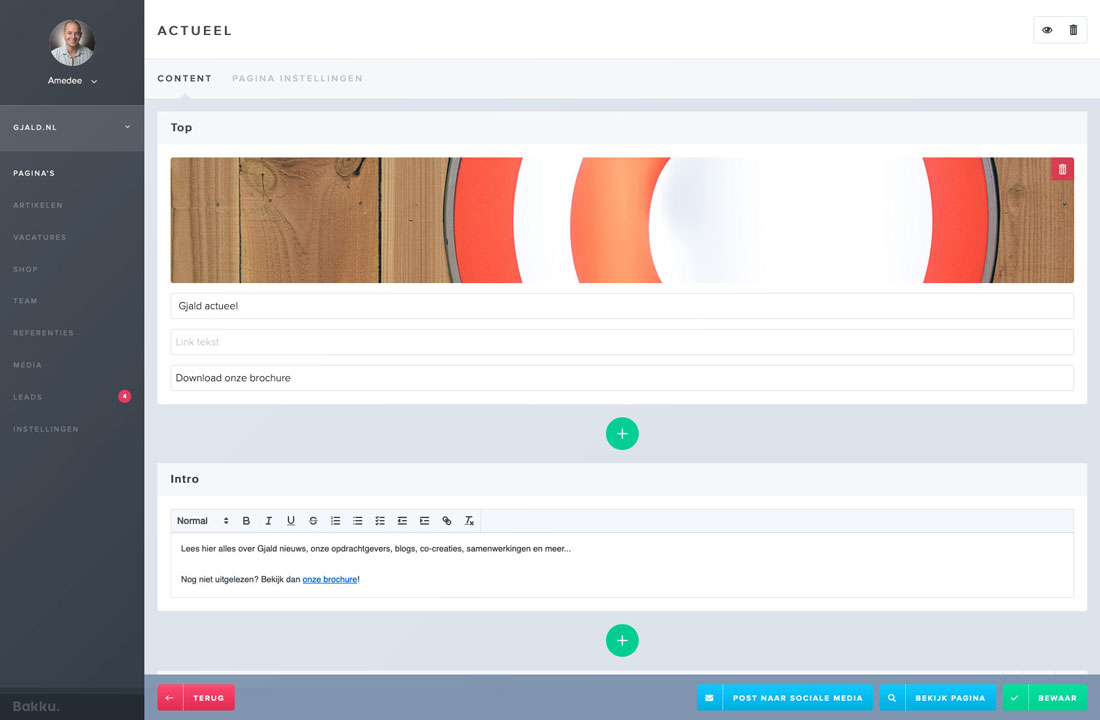 Amedee
GJALD.NL
PAGINA'S
ARTIKELEN
VACATURES
SHOP
TEAM
REFERENTIES
MEDIA
LEADS 4
INSTELLINGEN
Bakku.
ACTUEEL
CONTENT PAGINA INSTELLINGEN
Top
Gjald actueel
Link tekst
Download onze brochure
Intro
Normal B I U S
Lees hier alles over Gjald nieuws, onze opdrachtgevers, blogs, co-creaties, samenwerkingen en meer...
Nog niet uitgelezen? Bekijk dan onze brochure!
TERUG POST NAAR SOCIALE MEDIA BEKIJK PAGINA BEWAAR